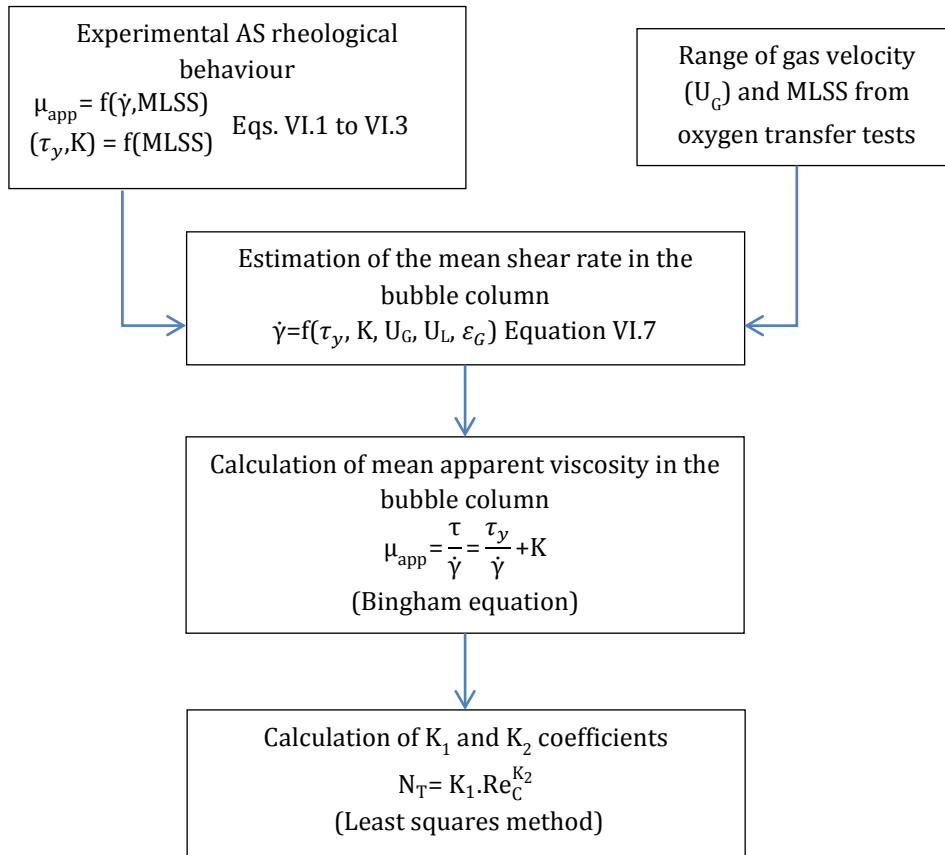 Experimental AS rheological
behaviour
μapp= f(γ̇,MLSS)
(τy,K) = f(MLSS)
Eqs. VI.1 to VI.3
Range of gas velocity
(UG) and MLSS from
oxygen transfer tests
Estimation of the mean shear rate in the
bubble column
γ̇=f(τy, K, UG, UL, εG) Equation VI.7
Calculation of mean apparent viscosity in the
bubble column
μapp=τ/γ̇=τy/γ̇+K
(Bingham equation)
Calculation of K1 and K2 coefficients
NT= K1.ReC^K2
(Least squares method)